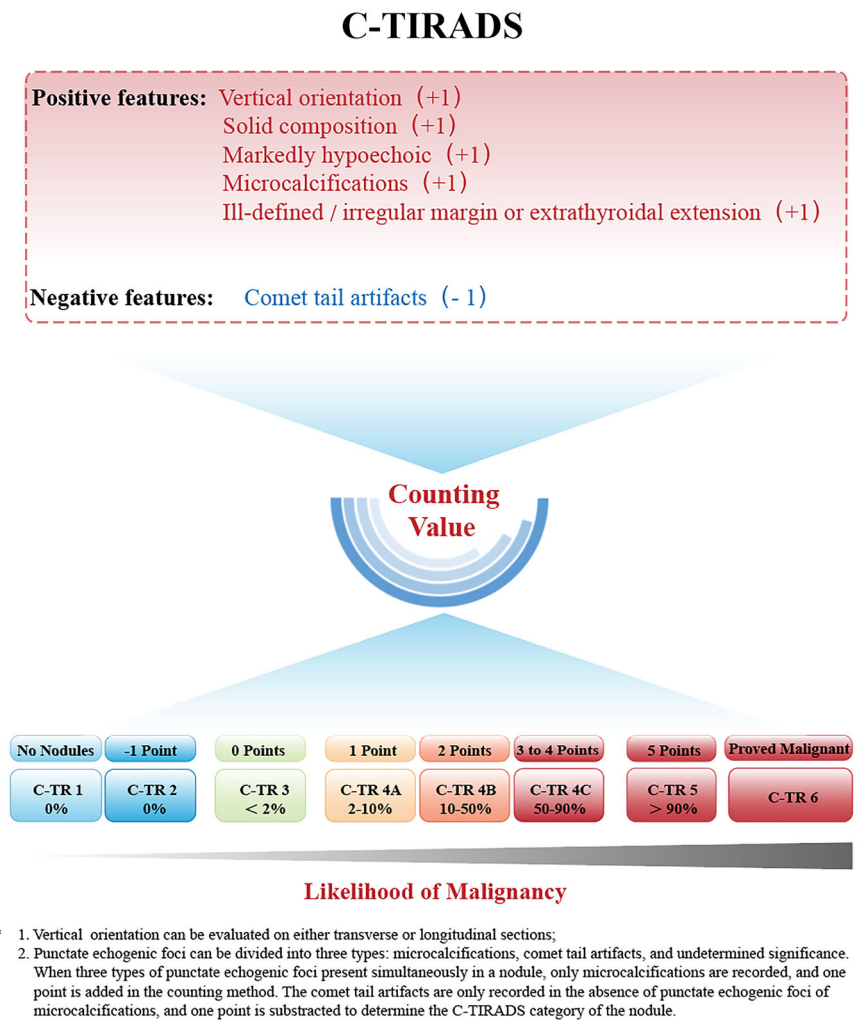 C-TIRADS
Positive features: Vertical orientation (+1)
Solid composition (+1)
Markedly hypoechoic (+1)
Microcalcifications (+1)
Ill-defined / irregular margin or extrathyroidal extension (+1)
Negative features: Comet tail artifacts (- 1)
Counting
Value
No Nodules -1 Point 0 Points 1 Point 2 Points 3 to 4 Points 5 Points Proved Malignant
C-TR 1 C-TR 2 C-TR 3 C-TR 4A C-TR 4B C-TR 4C C-TR 5 C-TR 6
0% 0% < 2% 2-10% 10-50% 50-90% > 90%
Likelihood of Malignancy
* 1. Vertical orientation can be evaluated on either transverse or longitudinal sections;
2. Punctate echogenic foci can be divided into three types: microcalcifications, comet tail artifacts, and undetermined significance.
When three types of punctate echogenic foci present simultaneously in a nodule, only microcalcifications are recorded, and one
point is added in the counting method. The comet tail artifacts are only recorded in the absence of punctate echogenic foci of
microcalcifications, and one point is substracted to determine the C-TIRADS category of the nodule.